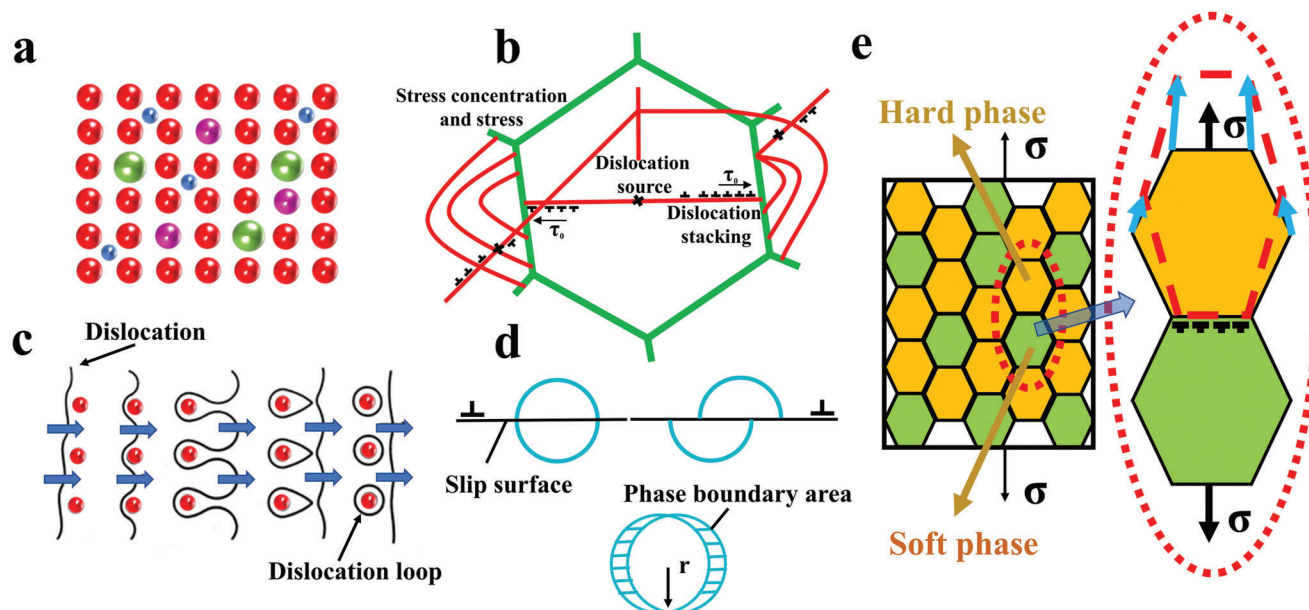 a
b
Stress concentration
and stress
Dislocation
source
τ₀
Dislocation
stacking
τ₀
c
Dislocation
Dislocation loop
d
Slip surface
Phase boundary area
r
e
Hard phase
σ
σ
Soft phase
σ
σ